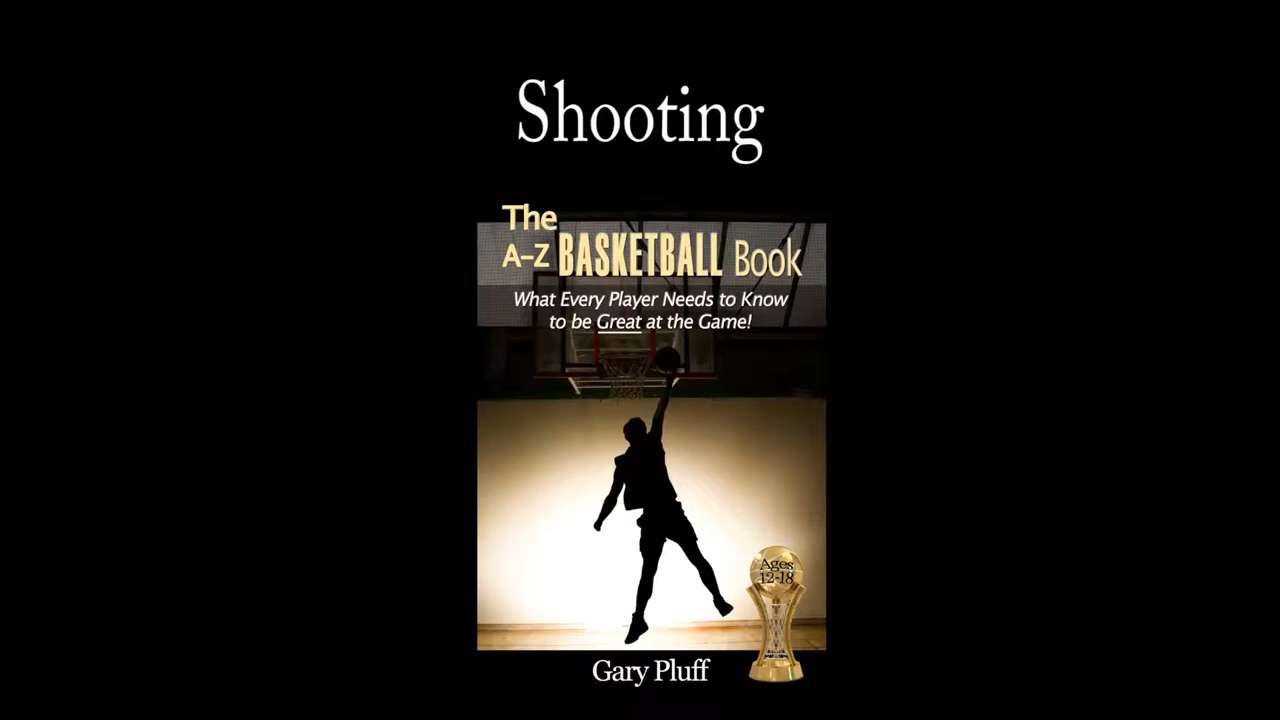 Shooting
The
A–Z BASKETBALL Book
What Every Player Needs to Know
to be Great at the Game!
Ages
12-18
Gary Pluff